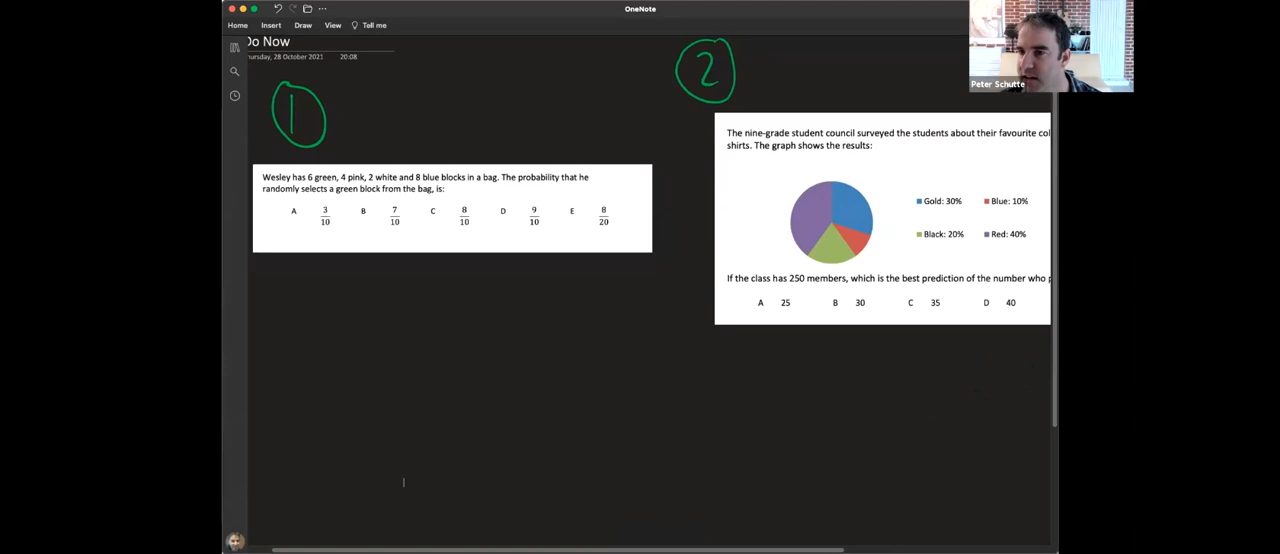 OneNote
Home Insert Draw View Tell me
Do Now
hursday, 28 October 2021 20:08
1
2
Peter Schutte
Wesley has 6 green, 4 pink, 2 white and 8 blue blocks in a bag. The probability that he
randomly selects a green block from the bag, is:
A 3/10 B 7/10 C 8/10 D 9/10 E 8/20
The nine-grade student council surveyed the students about their favourite col
shirts. The graph shows the results:
Gold: 30% Blue: 10%
Black: 20% Red: 40%
If the class has 250 members, which is the best prediction of the number who p
A 25 B 30 C 35 D 40